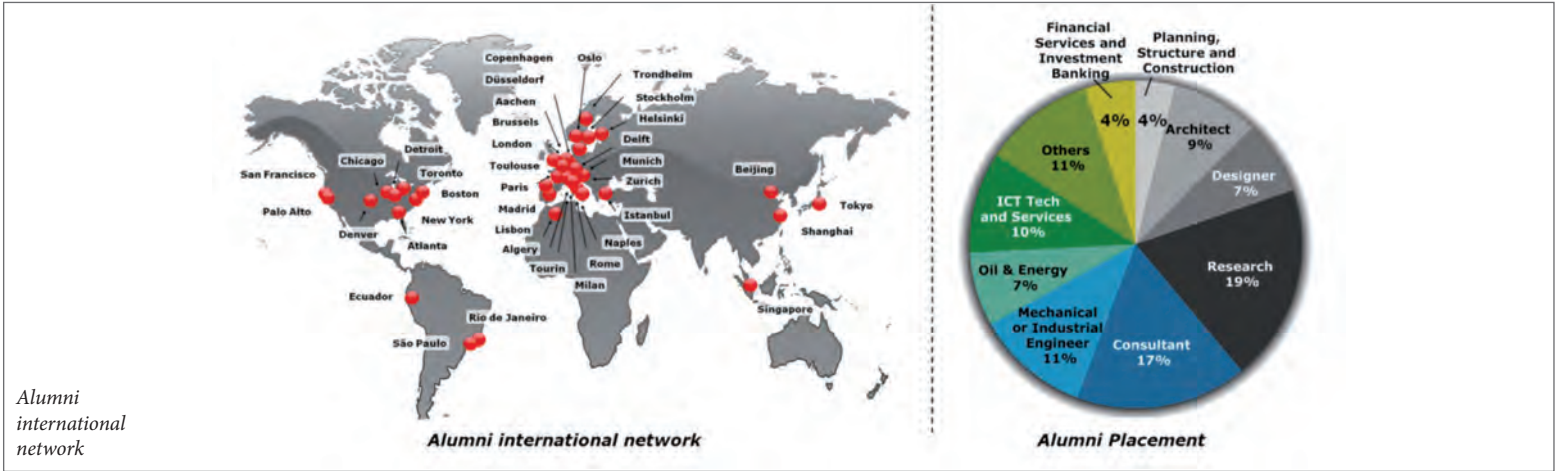 Copenhagen
Oslo
Düsseldorf
Trondheim
Aachen
Stockholm
Brussels
Helsinki
London
Delft
Toulouse
Munich
Paris
Zurich
Madrid
Istanbul
Lisbon
Naples
Algery
Rome
Tourin
Milan
Chicago
Detroit
San Francisco
Toronto
Boston
Palo Alto
New York
Denver
Atlanta
Ecuador
Rio de Janeiro
São Paulo
Beijing
Tokyo
Shanghai
Singapore
Alumni international network
Financial
Services and
Investment
Banking
4%
Planning,
Structure and
Construction
4%
Architect
9%
Designer
7%
Research
19%
Consultant
17%
Mechanical
or Industrial
Engineer
11%
Oil & Energy
7%
ICT Tech
and Services
10%
Others
11%
Alumni Placement
Alumni
international
network